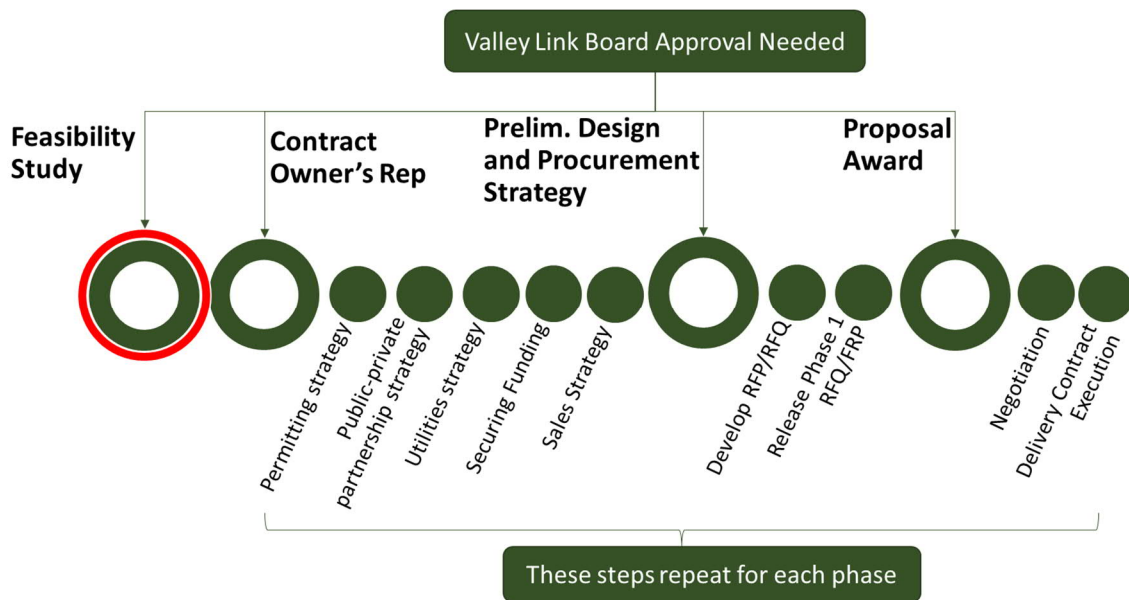 Valley Link Board Approval Needed
Feasibility
Study
Contract
Owner's Rep
Prelim. Design
and Procurement
Strategy
Proposal
Award
Permitting strategy
Public-private
partnership strategy
Utilities strategy
Securing Funding
Sales Strategy
Develop RFP/RFQ
Release Phase 1
RFQ/FRP
Negotiation
Delivery Contract
Execution
These steps repeat for each phase